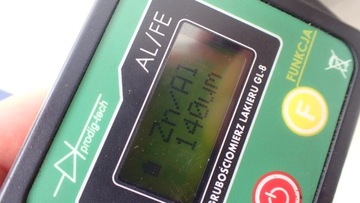 AL/FE
Zn/Al
140um
prodig-tech
GRUBOŚCIOMIERZ LAKIERU GL-8
FUNKCJA
F